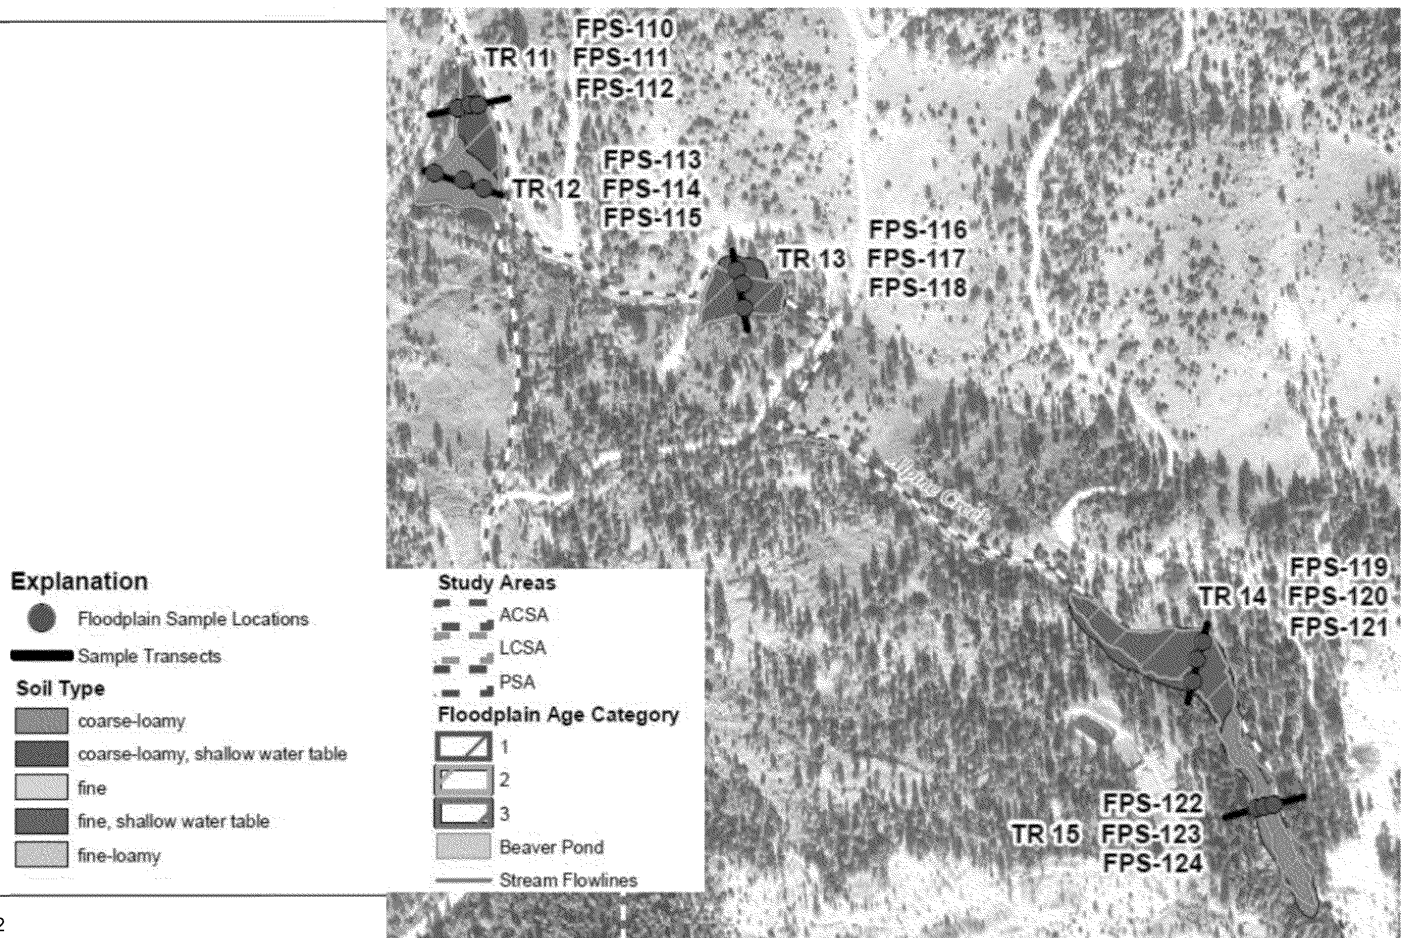 FPS-110
TR 11 FPS-111
FPS-112
FPS-113
TR 12 FPS-114
FPS-115
FPS-116
TR 13 FPS-117
FPS-118
Alpine Creek
FPS-119
TR 14 FPS-120
FPS-121
FPS-122
TR 15 FPS-123
FPS-124
Explanation
Floodplain Sample Locations
Sample Transects
Soil Type
coarse-loamy
coarse-loamy, shallow water table
fine
fine, shallow water table
fine-loamy
Study Areas
ACSA
LCSA
PSA
Floodplain Age Category
1
2
3
Beaver Pond
Stream Flowlines
2